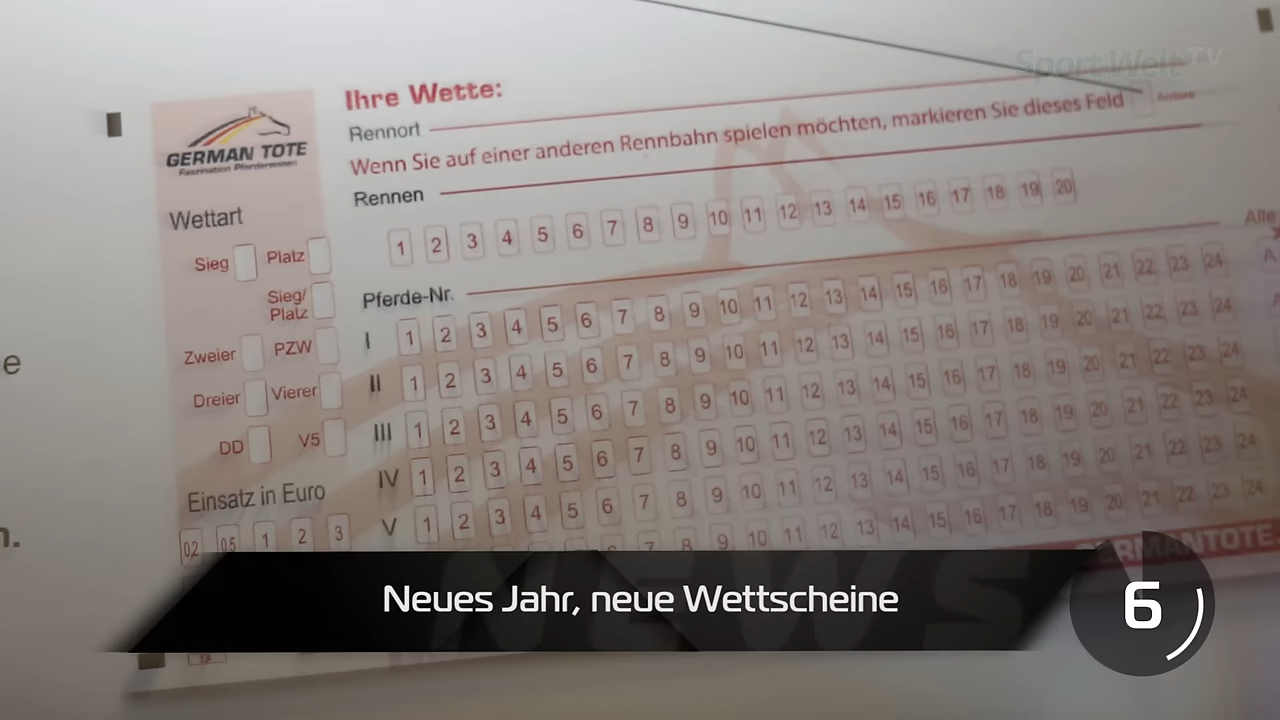 Sport-Welt TV
Ihre Wette:
GERMAN TOTE
Faszination Pferderennen
Rennort
Wenn Sie auf einer anderen Rennbahn spielen möchten, markieren Sie dieses Feld
Andere
Rennen
1 2 3 4 5 6 7 8 9 10 11 12 13 14 15 16 17 18 19 20
Wettart
Sieg Platz
Sieg/
Platz
Zweier PZW
Dreier Vierer
DD V5
Pferde-Nr.
Alle
I 1 2 3 4 5 6 7 8 9 10 11 12 13 14 15 16 17 18 19 20 21 22 23 24
II 1 2 3 4 5 6 7 8 9 10 11 12 13 14 15 16 17 18 19 20 21 22 23 24
III 1 2 3 4 5 6 7 8 9 10 11 12 13 14 15 16 17 18 19 20 21 22 23 24
IV 1 2 3 4 5 6 7 8 9 10 11 12 13 14 15 16 17 18 19 20 21 22 23 24
V 1 2 3 4 5 6 7 8 9 10 11 12 13 14 15 16 17 18 19 20 21 22 23 24
7 8 9 10 11 12 13 14 15 16 17 18 19 20 21 22 23 24
Einsatz in Euro
02 05 1 2 3
e
n.
GERMANTOTE
NEWS
Neues Jahr, neue Wettscheine
6